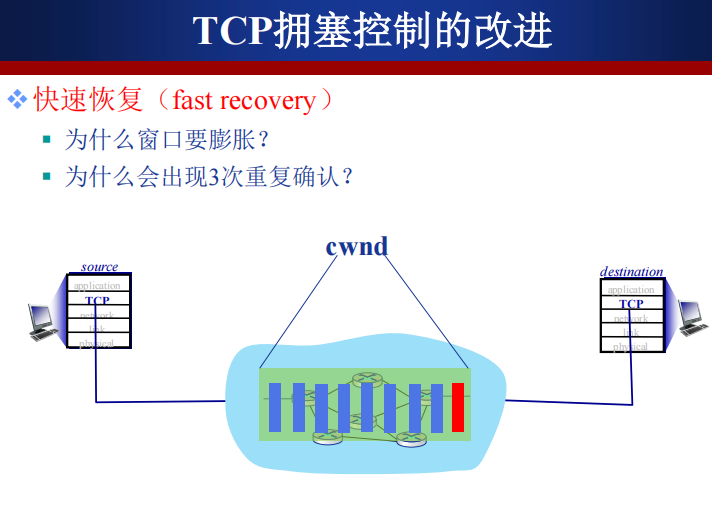 TCP拥塞控制的改进
快速恢复（fast recovery）
为什么窗口要膨胀？
为什么会出现3次重复确认？
cwnd
source
application
TCP
network
link
physical
destination
application
TCP
network
link
physical